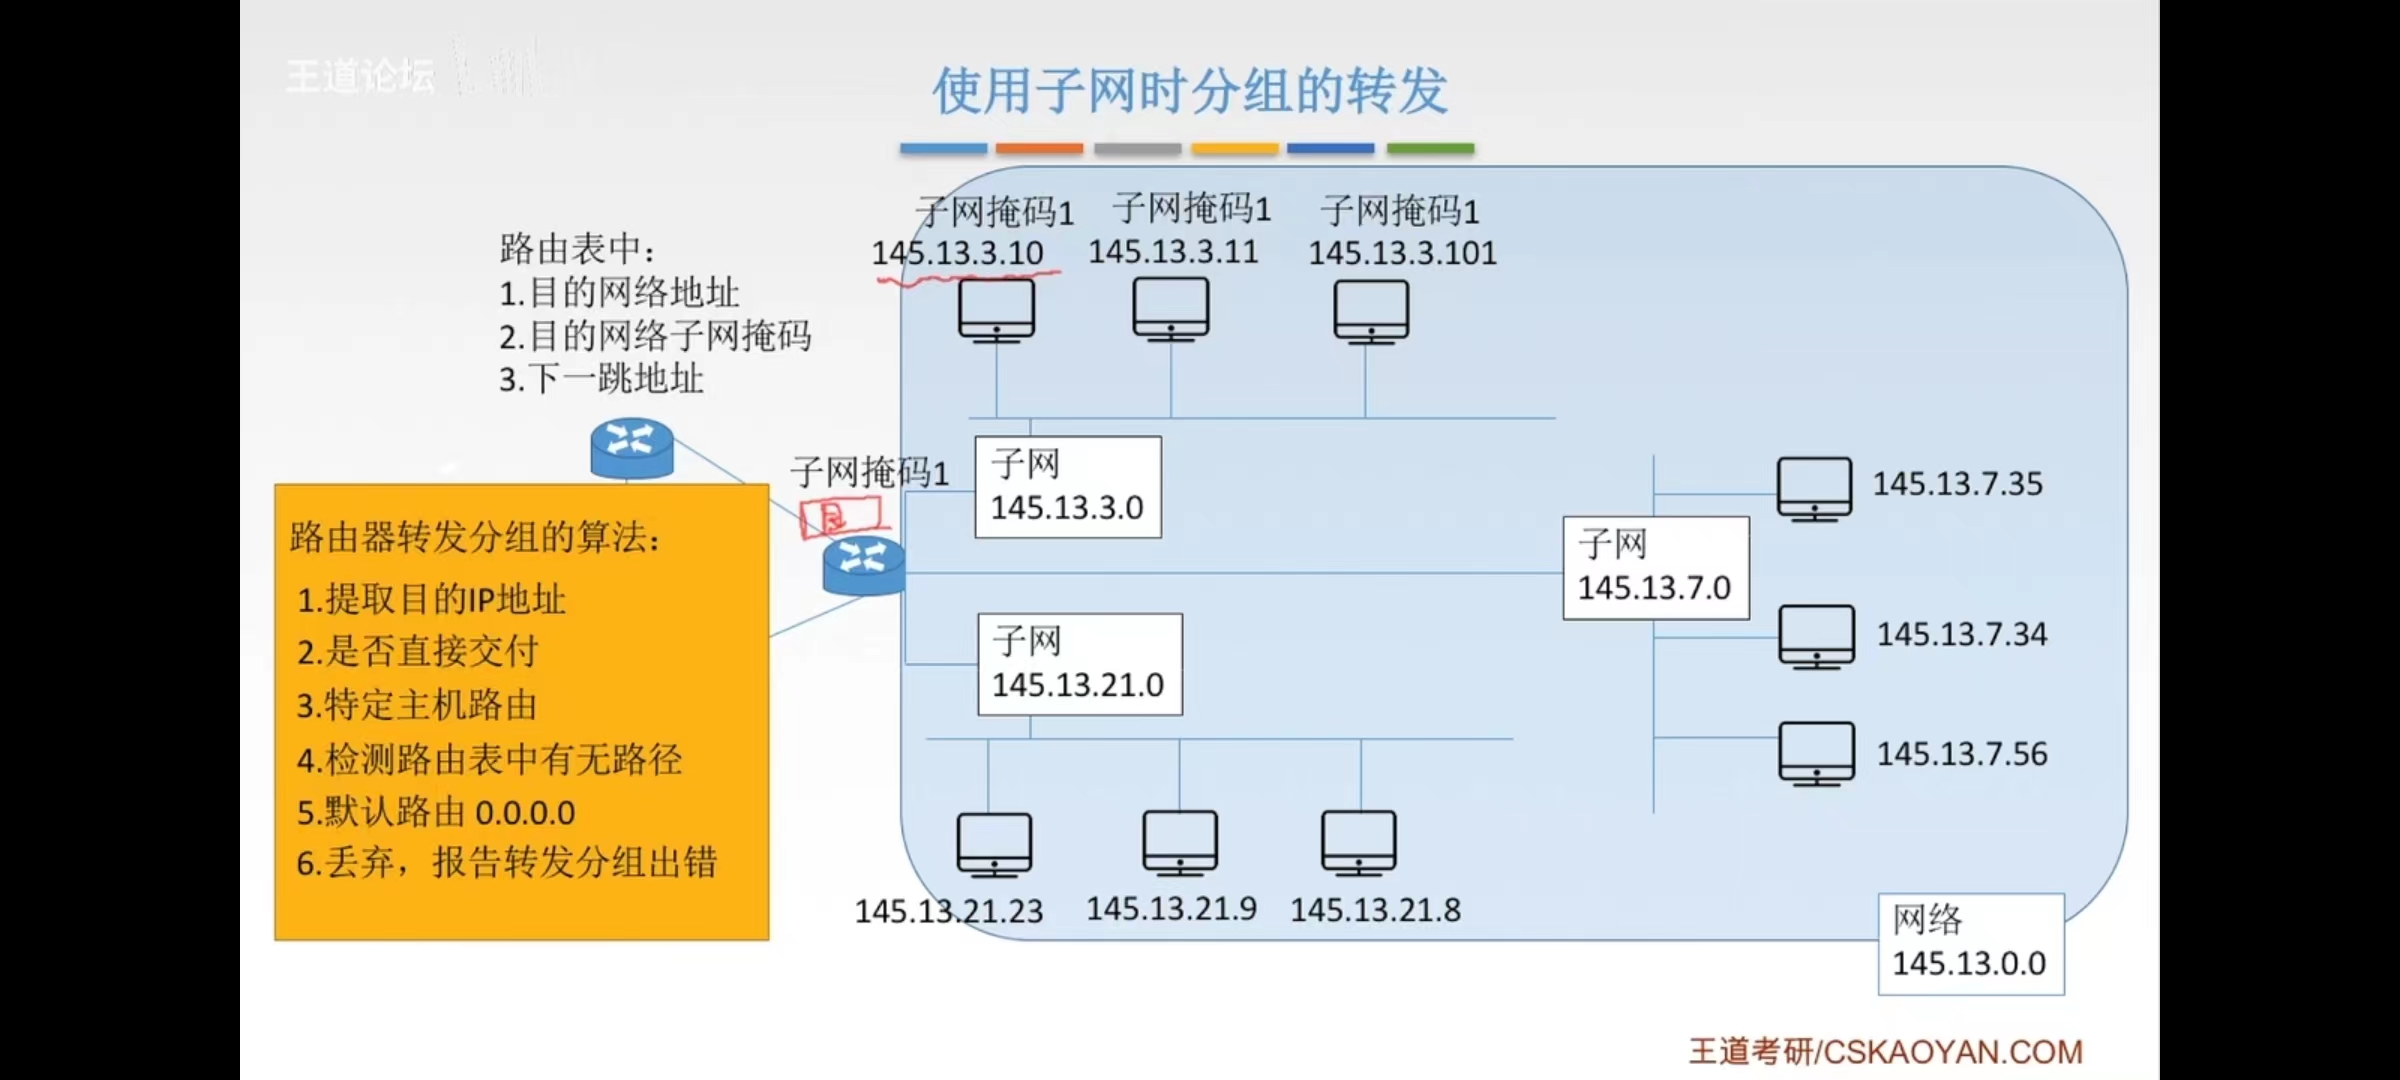 王道论坛
使用子网时分组的转发
子网掩码1
145.13.3.10
子网掩码1
145.13.3.11
子网掩码1
145.13.3.101
路由表中：
1.目的网络地址
2.目的网络子网掩码
3.下一跳地址
子网掩码1
子网
145.13.3.0
145.13.7.35
子网
145.13.7.0
145.13.7.34
145.13.7.56
子网
145.13.21.0
路由器转发分组的算法：
1.提取目的IP地址
2.是否直接交付
3.特定主机路由
4.检测路由表中有无路径
5.默认路由 0.0.0.0
6.丢弃，报告转发分组出错
145.13.21.23
145.13.21.9
145.13.21.8
网络
145.13.0.0
王道考研/CSKAOYAN.COM